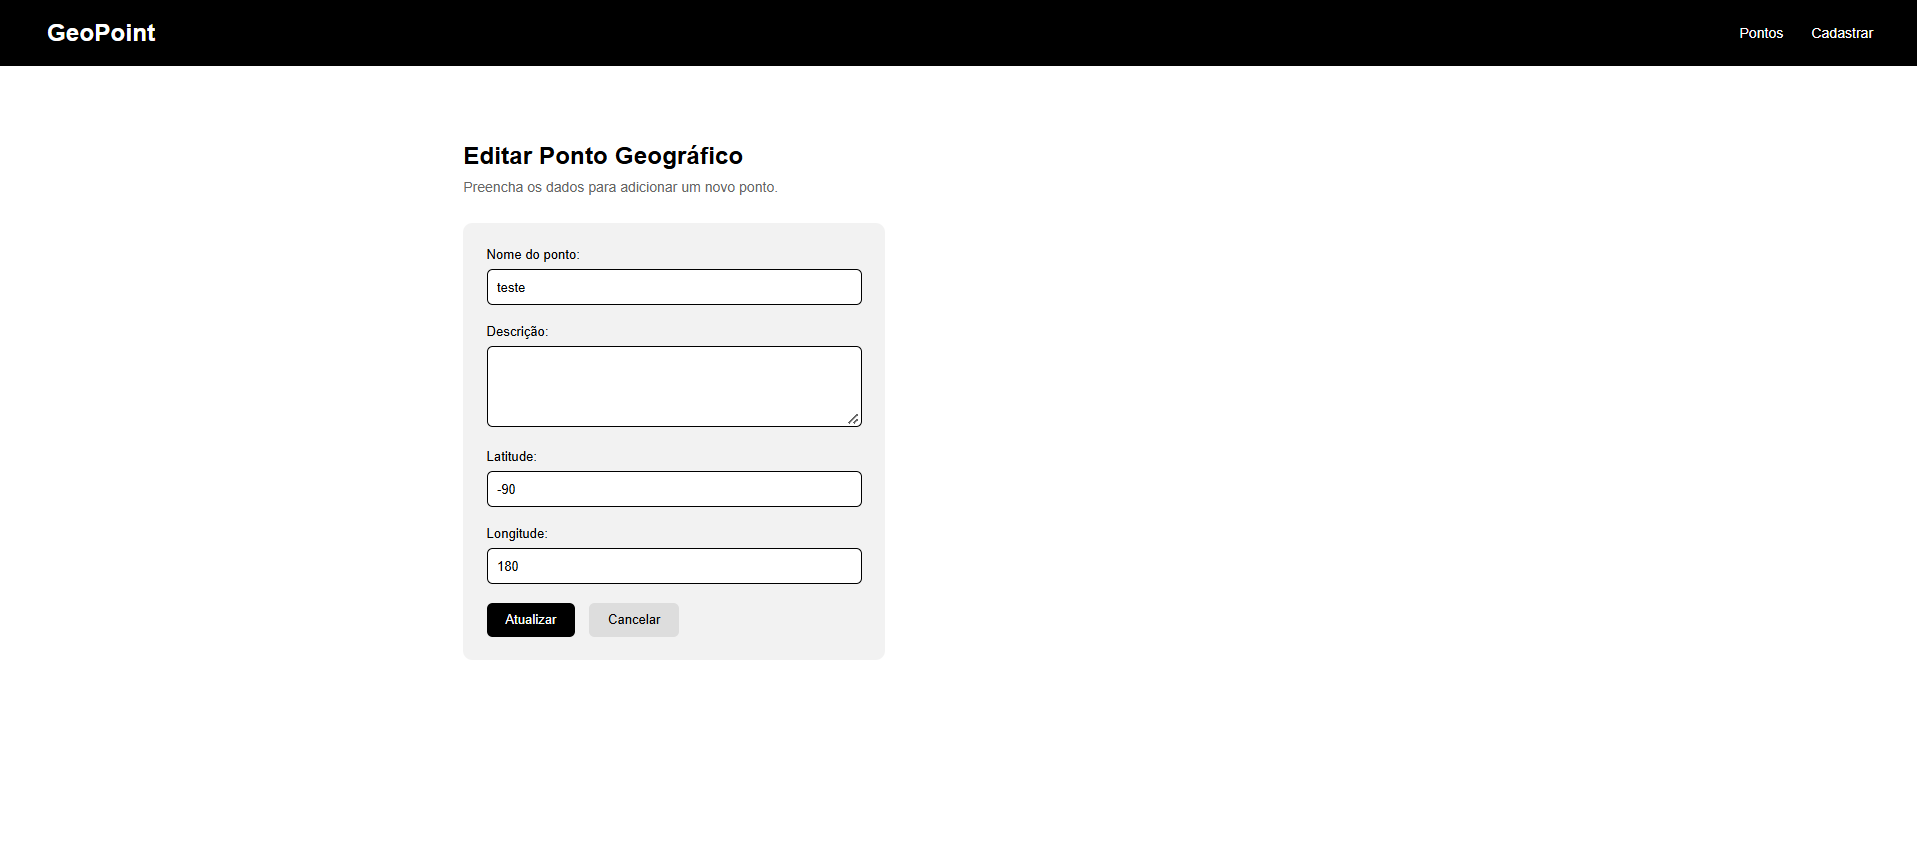 GeoPoint
Pontos Cadastrar
Editar Ponto Geográfico
Preencha os dados para adicionar um novo ponto.
Nome do ponto:
teste
Descrição:
Latitude:
-90
Longitude:
180
Atualizar Cancelar